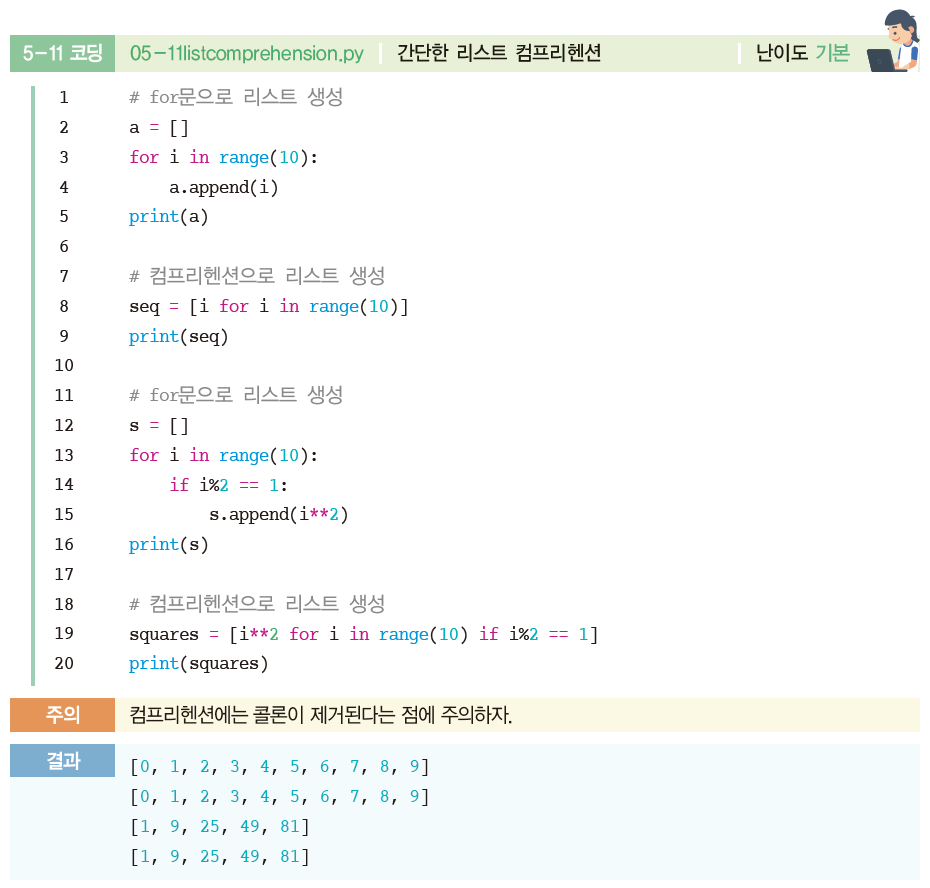 5-11 코딩 05-11listcomprehension.py 간단한 리스트 컴프리헨션 난이도 기본
1 # for문으로 리스트 생성
2 a = []
3 for i in range(10):
4     a.append(i)
5 print(a)
6
7 # 컴프리헨션으로 리스트 생성
8 seq = [i for i in range(10)]
9 print(seq)
10
11 # for문으로 리스트 생성
12 s = []
13 for i in range(10):
14     if i%2 == 1:
15         s.append(i**2)
16 print(s)
17
18 # 컴프리헨션으로 리스트 생성
19 squares = [i**2 for i in range(10) if i%2 == 1]
20 print(squares)
주의 컴프리헨션에는 콜론이 제거된다는 점에 주의하자.
결과 [0, 1, 2, 3, 4, 5, 6, 7, 8, 9]
[0, 1, 2, 3, 4, 5, 6, 7, 8, 9]
[1, 9, 25, 49, 81]
[1, 9, 25, 49, 81]